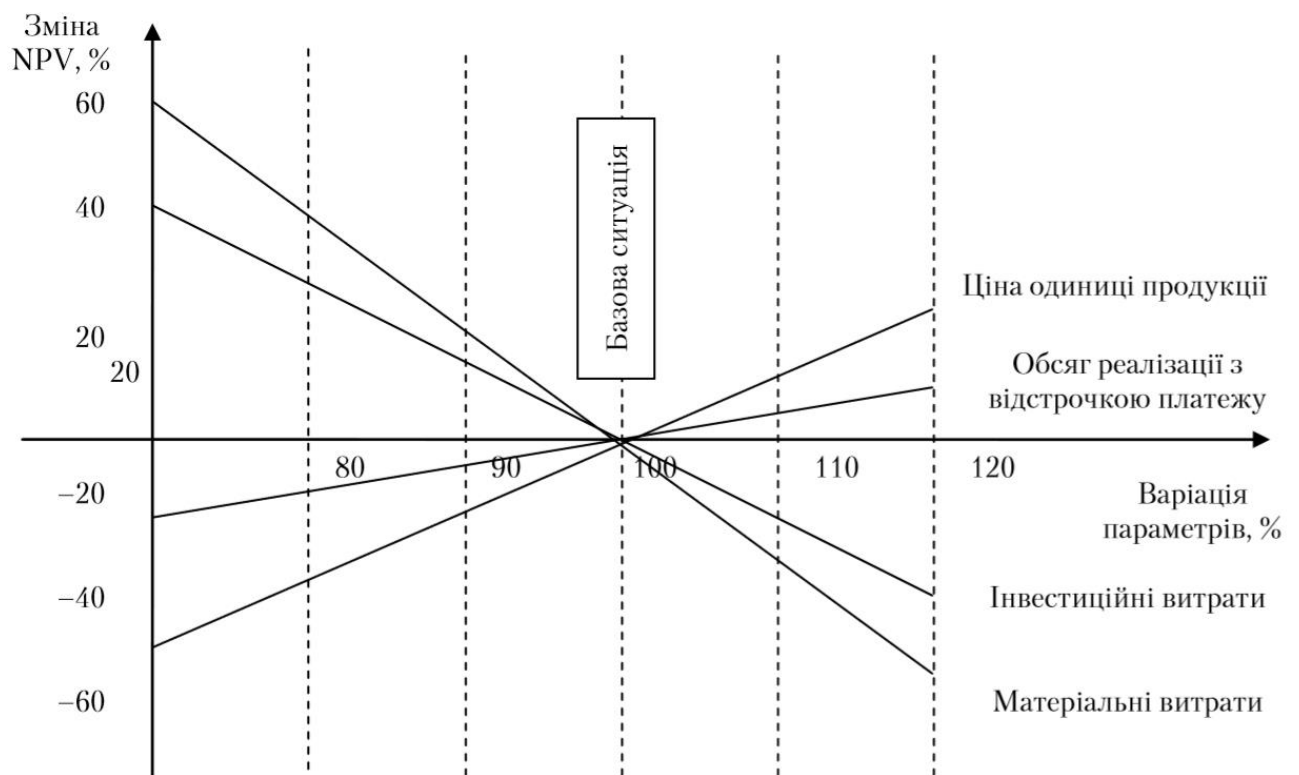 Зміна
NPV, %
60
40
20
20
Базова ситуація
Ціна одиниці продукції
Обсяг реалізації з
відстрочкою платежу
80
90
100
110
120
Варіація
параметрів, %
–20
–40
–60
Інвестиційні витрати
Матеріальні витрати